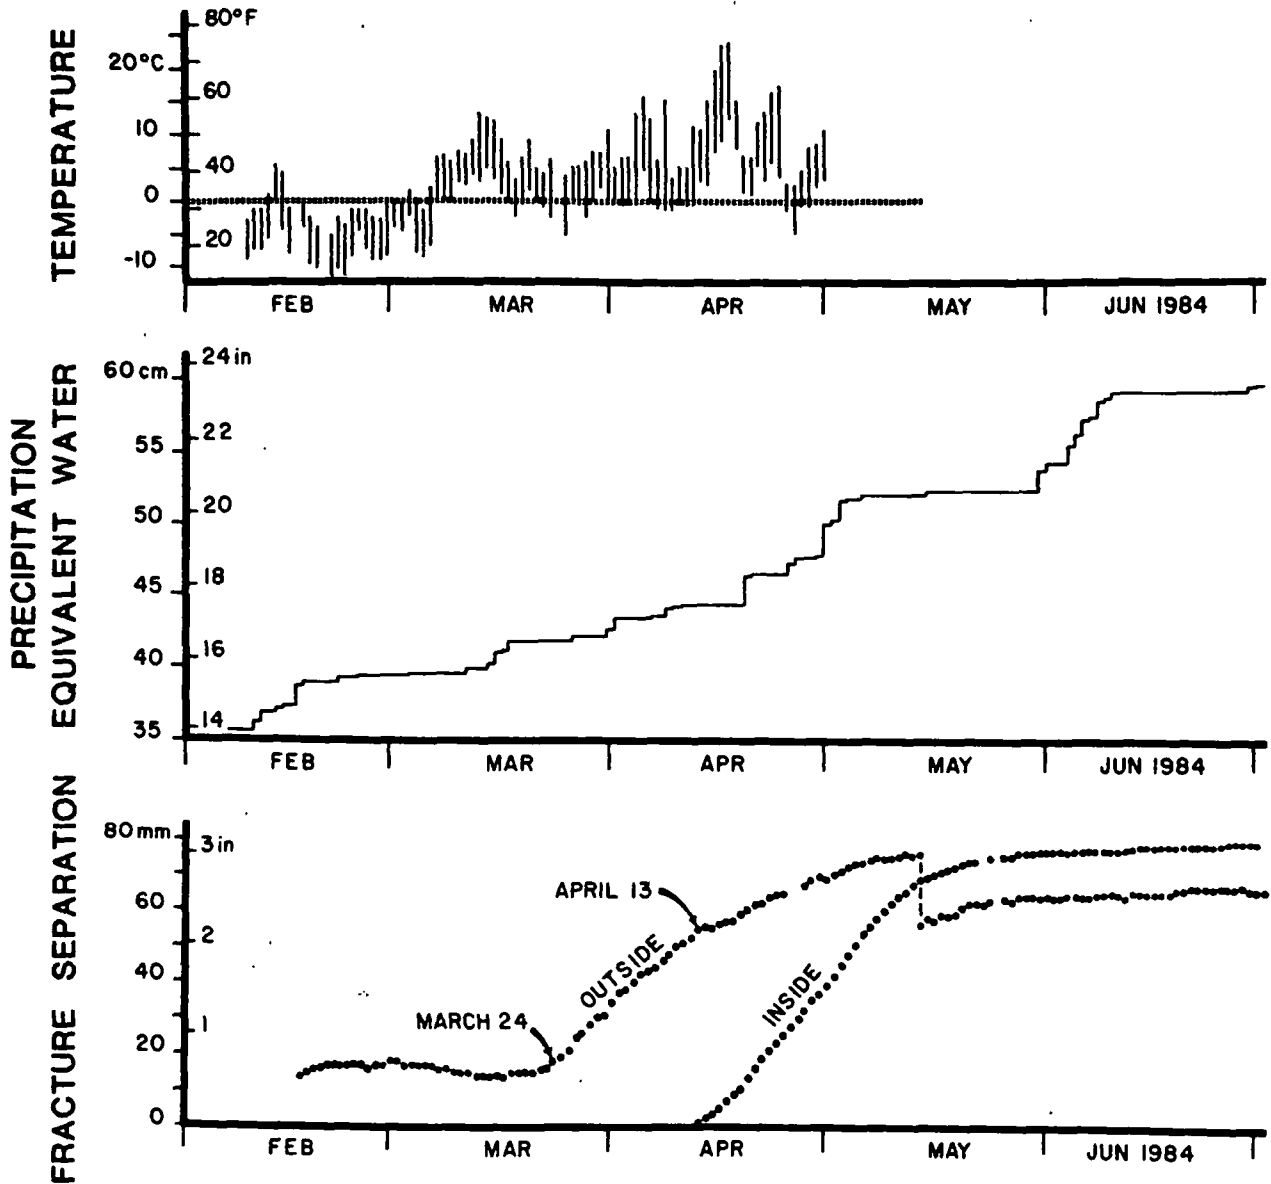 TEMPERATURE
80°F
20°C
60
10
40
0
20
-10
FEB MAR APR MAY JUN 1984
PRECIPITATION
EQUIVALENT WATER
24 in
60 cm
22
55
20
50
18
45
16
40
14
35
FEB MAR APR MAY JUN 1984
FRACTURE SEPARATION
80 mm
3 in
APRIL 13
60
2
OUTSIDE
40
INSIDE
MARCH 24
1
20
0
FEB MAR APR MAY JUN 1984